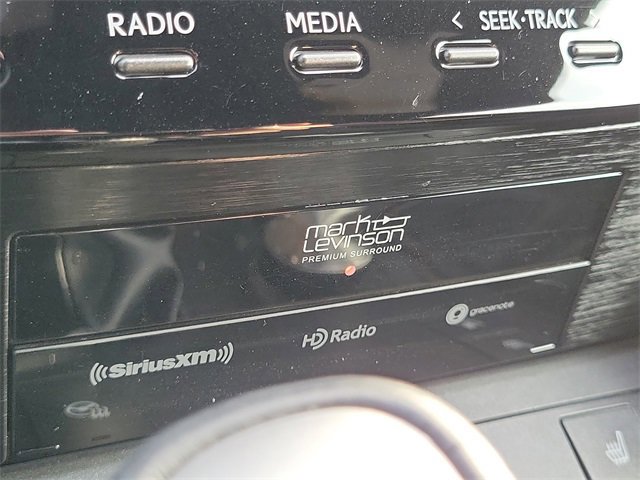 RADIO MEDIA < SEEK·TRACK >
mark
Levinson
PREMIUM SURROUND
((SiriusXM)) HD Radio gracenote